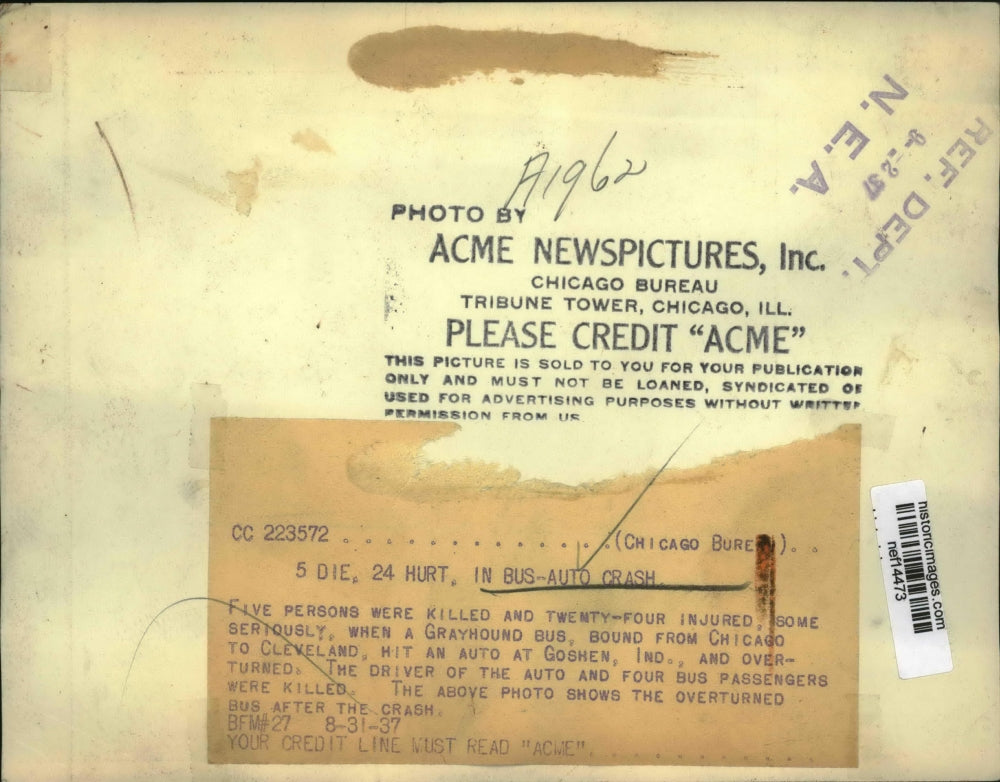 A1962
N. E. A.
REF. DEPT.
PHOTO BY
ACME NEWSPICTURES, Inc.
CHICAGO BUREAU
TRIBUNE TOWER, CHICAGO, ILL.
PLEASE CREDIT “ACME”
THIS PICTURE IS SOLD TO YOU FOR YOUR PUBLICATION
ONLY AND MUST NOT BE LOANED, SYNDICATED OR
USED FOR ADVERTISING PURPOSES WITHOUT WRITTEN
PERMISSION FROM US
CC 223572 . . . . . . . . . . . . . . . (CHICAGO BUREAU). . .
5 DIE, 24 HURT, IN BUS-AUTO CRASH
FIVE PERSONS WERE KILLED AND TWENTY-FOUR INJURED, SOME
SERIOUSLY, WHEN A GRAYHOUND BUS, BOUND FROM CHICAGO
TO CLEVELAND, HIT AN AUTO AT GOSHEN, IND., AND OVER-
TURNED. THE DRIVER OF THE AUTO AND FOUR BUS PASSENGERS
WERE KILLED. THE ABOVE PHOTO SHOWS THE OVERTURNED
BUS AFTER THE CRASH.
BFM#27 8-31-37
YOUR CREDIT LINE MUST READ "ACME". . . . . . . . . . .
historicimages.com
nef14473